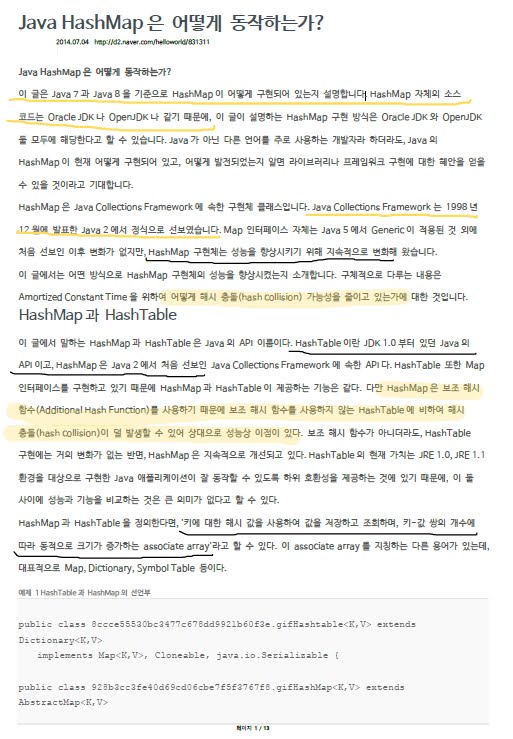 Java HashMap 은 어떻게 동작하는가?
2014.07.04 http://d2.naver.com/helloworld/831311
Java HashMap 은 어떻게 동작하는가?
이 글은 Java 7 과 Java 8 을 기준으로 HashMap 이 어떻게 구현되어 있는지 설명합니다. HashMap 자체의 소스
코드는 Oracle JDK 나 OpenJDK 나 같기 때문에, 이 글이 설명하는 HashMap 구현 방식은 Oracle JDK 와 OpenJDK
둘 모두에 해당한다고 할 수 있습니다. Java 가 아닌 다른 언어를 주로 사용하는 개발자라 하더라도, Java 의
HashMap 이 현재 어떻게 구현되어 있고, 어떻게 발전되었는지 알면 라이브러리나 프레임워크 구현에 대한 혜안을 얻을
수 있을 것이라고 기대합니다.
HashMap 은 Java Collections Framework 에 속한 구현체 클래스입니다. Java Collections Framework 는 1998 년
12 월에 발표한 Java 2 에서 정식으로 선보였습니다. Map 인터페이스 자체는 Java 5 에서 Generic 이 적용된 것 외에
처음 선보인 이후 변화가 없지만, HashMap 구현체는 성능을 향상시키기 위해 지속적으로 변화해 왔습니다.
이 글에서는 어떤 방식으로 HashMap 구현체의 성능을 향상시켰는지 소개합니다. 구체적으로 다루는 내용은
Amortized Constant Time 을 위하여 어떻게 해시 충돌(hash collision) 가능성을 줄이고 있는가에 대한 것입니다.
HashMap 과 HashTable
이 글에서 말하는 HashMap 과 HashTable 은 Java 의 API 이름이다. HashTable 이란 JDK 1.0 부터 있던 Java 의
API 이고, HashMap 은 Java 2 에서 처음 선보인 Java Collections Framework 에 속한 API 다. HashTable 또한 Map
인터페이스를 구현하고 있기 때문에 HashMap 과 HashTable 이 제공하는 기능은 같다. 다만 HashMap 은 보조 해시
함수(Additional Hash Function)를 사용하기 때문에 보조 해시 함수를 사용하지 않는 HashTable 에 비하여 해시
충돌(hash collision)이 덜 발생할 수 있어 상대으로 성능상 이점이 있다. 보조 해시 함수가 아니더라도, HashTable
구현에는 거의 변화가 없는 반면, HashMap 은 지속적으로 개선되고 있다. HashTable 의 현재 가치는 JRE 1.0, JRE 1.1
환경을 대상으로 구현한 Java 애플리케이션이 잘 동작할 수 있도록 하위 호환성을 제공하는 것에 있기 때문에, 이 둘
사이에 성능과 기능을 비교하는 것은 큰 의미가 없다고 할 수 있다.
HashMap 과 HashTable 을 정의한다면, '키에 대한 해시 값을 사용하여 값을 저장하고 조회하며, 키-값 쌍의 개수에
따라 동적으로 크기가 증가하는 associate array'라고 할 수 있다. 이 associate array 를 지칭하는 다른 용어가 있는데,
대표적으로 Map, Dictionary, Symbol Table 등이다.
예제 1 HashTable 과 HashMap 의 선언부
public class 8ccce55530bc3477c678dd9921b60f3e.gifHashtable<K,V> extends
Dictionary<K,V>
implements Map<K,V>, Cloneable, java.io.Serializable {
public class 928b3cc3fe40d69cd06cbe7f5f3767f8.gifHashMap<K,V> extends
AbstractMap<K,V>
페이지 1 / 13